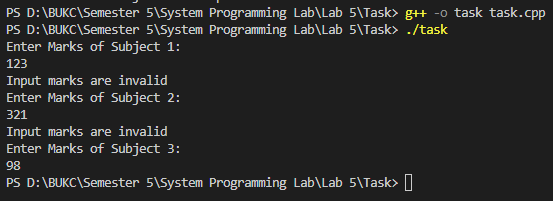 PS D:\BUKC\Semester 5\System Programming Lab\Lab 5\Task> g++ -o task task.cpp
PS D:\BUKC\Semester 5\System Programming Lab\Lab 5\Task> ./task
Enter Marks of Subject 1:
123
Input marks are invalid
Enter Marks of Subject 2:
321
Input marks are invalid
Enter Marks of Subject 3:
98
PS D:\BUKC\Semester 5\System Programming Lab\Lab 5\Task>